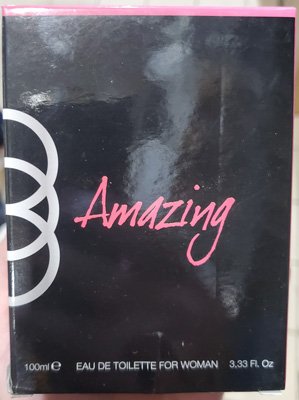 Amazing
100ml ℮ EAU DE TOILETTE FOR WOMAN 3,33 Fl. Oz